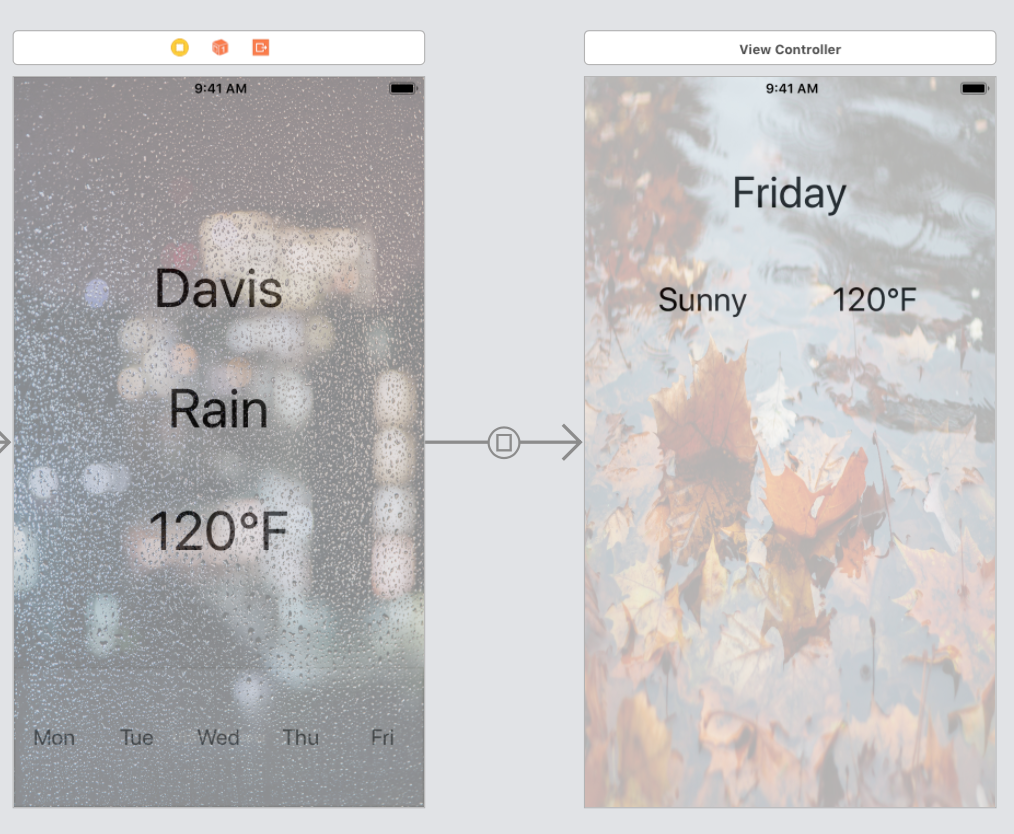 9:41 AM
Davis
Rain
120°F
Mon Tue Wed Thu Fri
View Controller
9:41 AM
Friday
Sunny 120°F